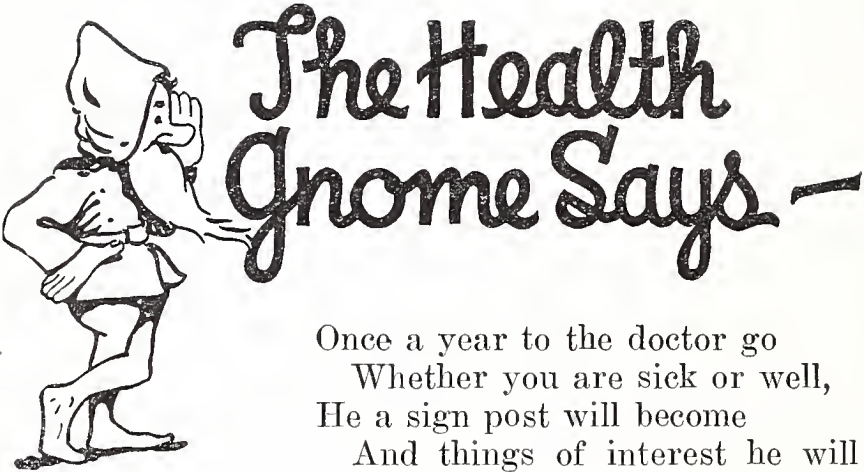 The Health
Gnome Says—
Once a year to the doctor go
Whether you are sick or well,
He a sign post will become
And things of interest he will